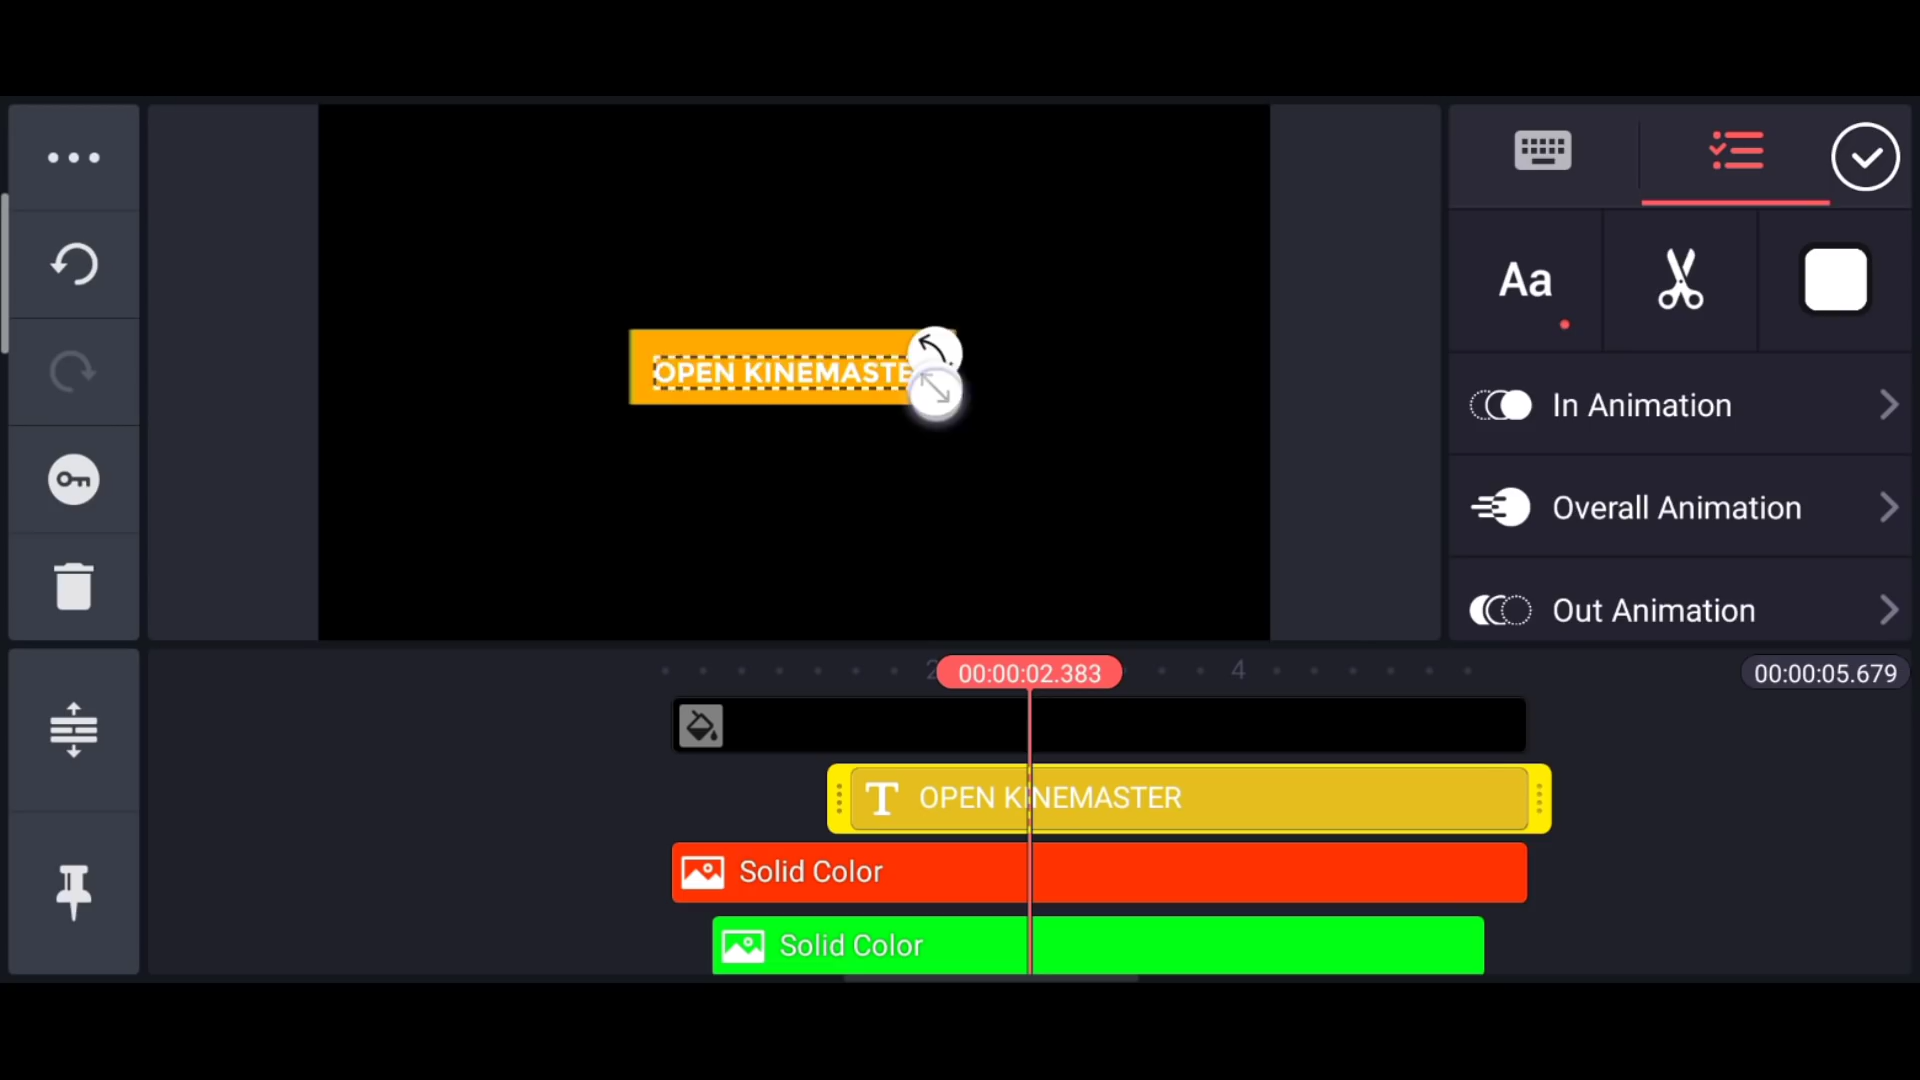 OPEN KINEMASTE
Aa
In Animation
Overall Animation
Out Animation
2
00:00:02.383
4
00:00:05.679
T OPEN KINEMASTER
Solid Color
Solid Color